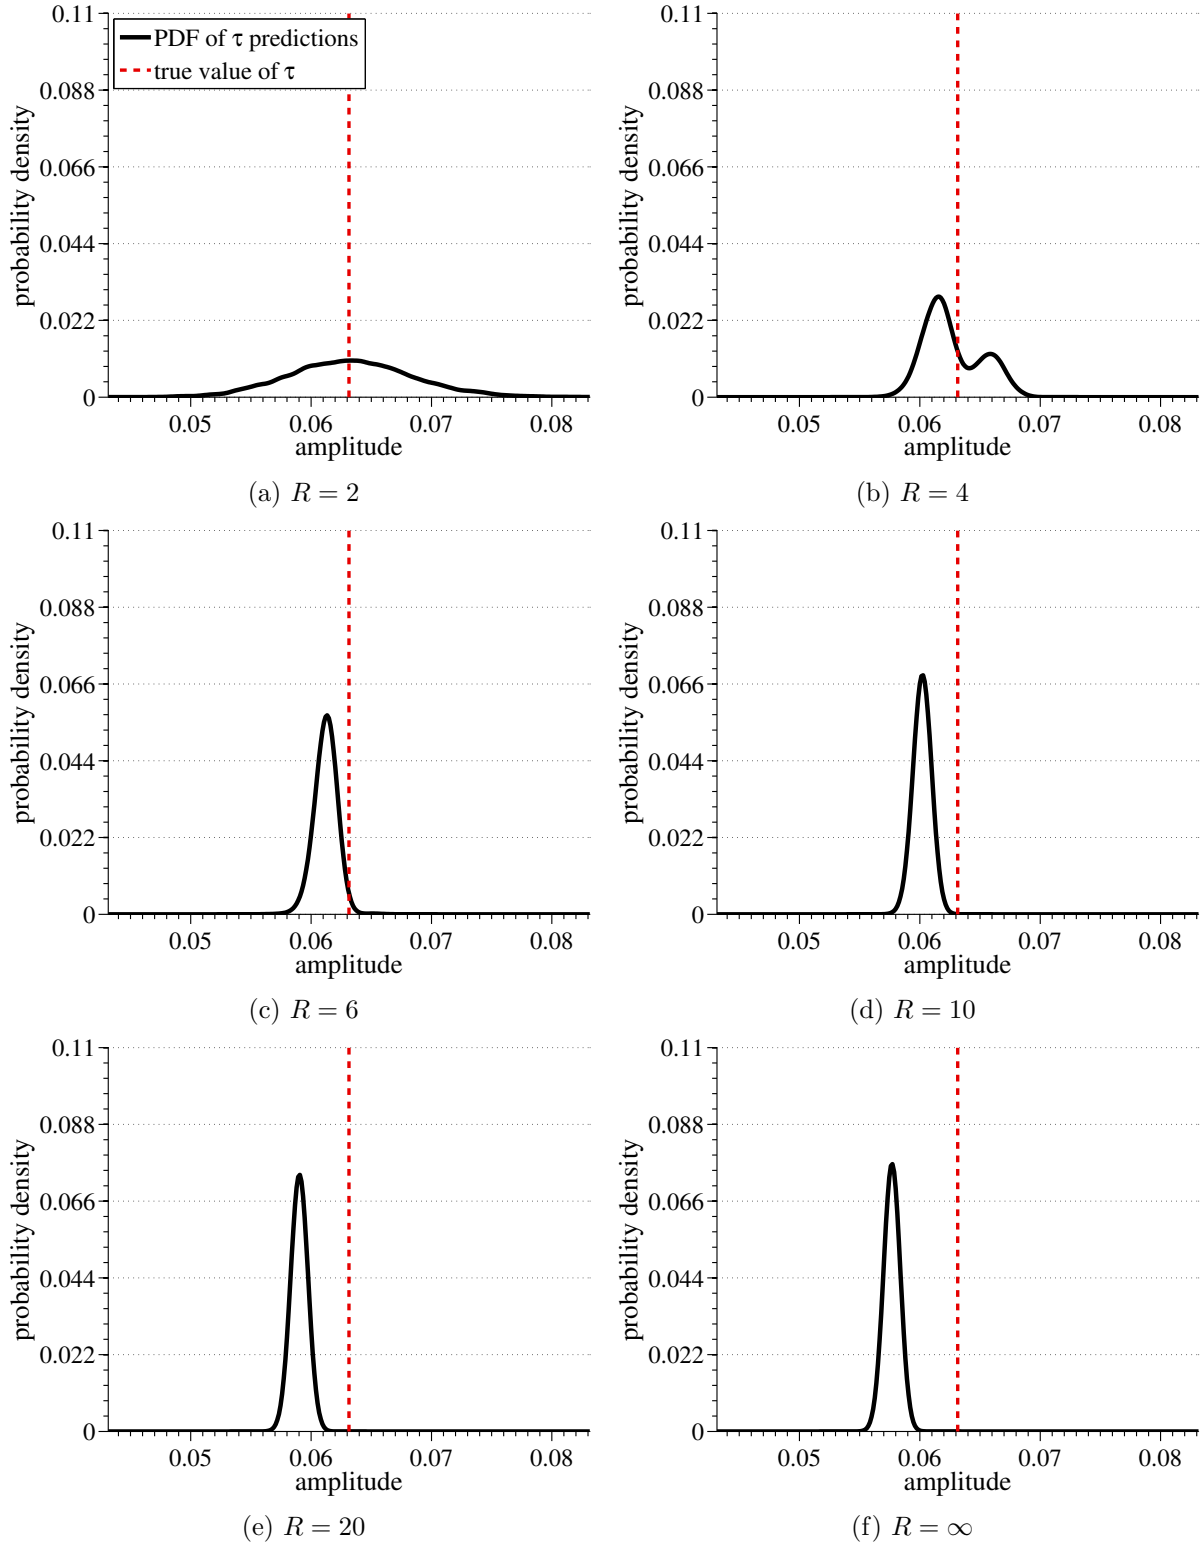 0.11
0.088
0.066
0.044
0.022
0
probability density
PDF of τ predictions
true value of τ
0.05 0.06 0.07 0.08
amplitude
(a) R = 2
0.11
0.088
0.066
0.044
0.022
0
probability density
0.05 0.06 0.07 0.08
amplitude
(b) R = 4
0.11
0.088
0.066
0.044
0.022
0
probability density
0.05 0.06 0.07 0.08
amplitude
(c) R = 6
0.11
0.088
0.066
0.044
0.022
0
probability density
0.05 0.06 0.07 0.08
amplitude
(d) R = 10
0.11
0.088
0.066
0.044
0.022
0
probability density
0.05 0.06 0.07 0.08
amplitude
(e) R = 20
0.11
0.088
0.066
0.044
0.022
0
probability density
0.05 0.06 0.07 0.08
amplitude
(f) R = ∞